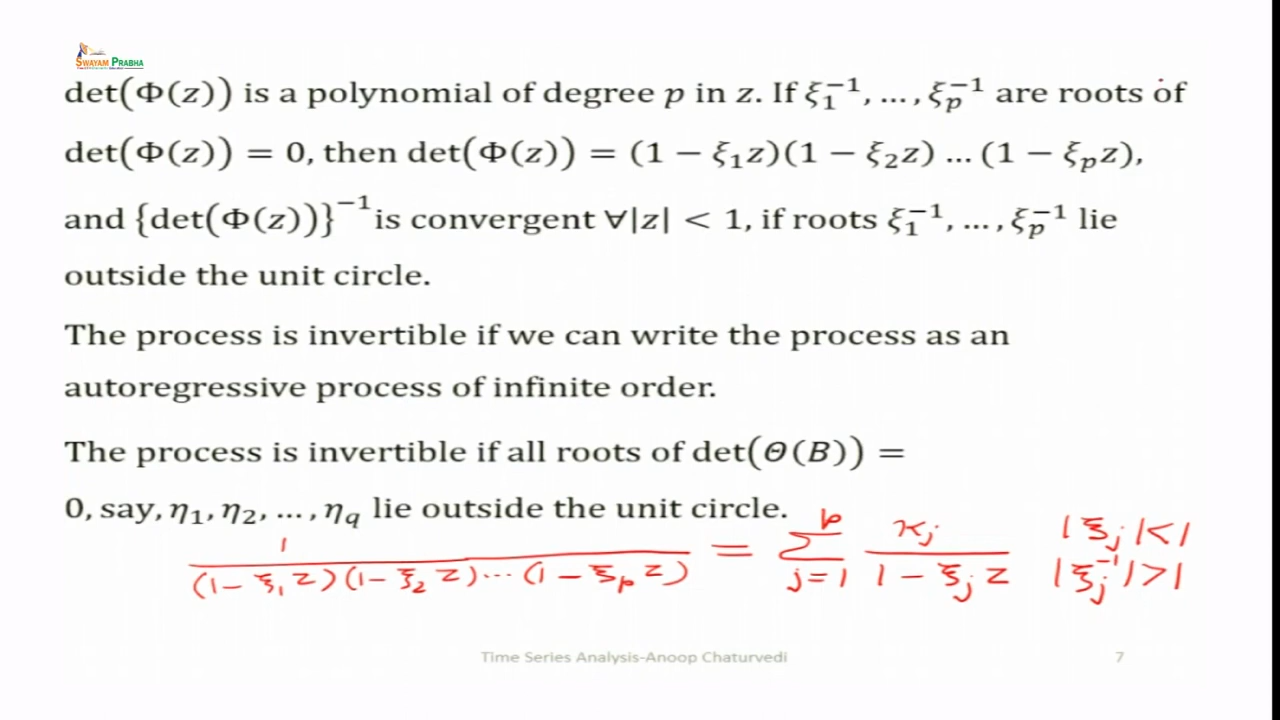 SWAYAM PRABHA
det(Φ(z)) is a polynomial of degree p in z. If ξ₁⁻¹, …, ξₚ⁻¹ are roots of
det(Φ(z)) = 0, then det(Φ(z)) = (1 − ξ₁z)(1 − ξ₂z) … (1 − ξₚz),
and {det(Φ(z))}⁻¹ is convergent ∀|z| < 1, if roots ξ₁⁻¹, …, ξₚ⁻¹ lie
outside the unit circle.
The process is invertible if we can write the process as an
autoregressive process of infinite order.
The process is invertible if all roots of det(Θ(B)) =
0, say, η₁, η₂, …, η_q lie outside the unit circle.
1 / (1 − ξ₁z)(1 − ξ₂z) ⋯ (1 − ξₚz) = Σ_{j=1}^{p} κⱼ / (1 − ξⱼz) |ξⱼ| < 1
|ξⱼ⁻¹| > 1
Time Series Analysis-Anoop Chaturvedi 7